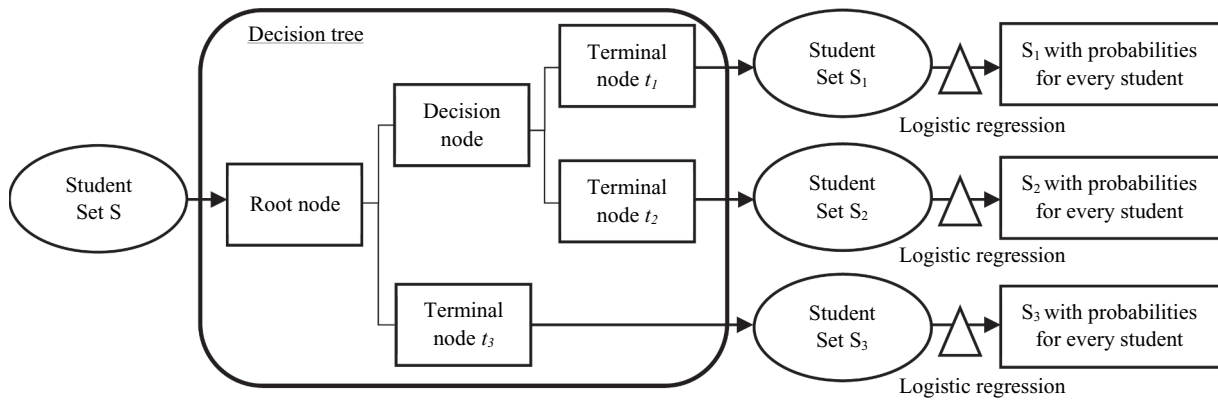 Decision tree
Student
Set S
Root node
Decision
node
Terminal
node t₁
Terminal
node t₂
Terminal
node t₃
Student
Set S₁
Logistic regression
S₁ with probabilities
for every student
Student
Set S₂
Logistic regression
S₂ with probabilities
for every student
Student
Set S₃
Logistic regression
S₃ with probabilities
for every student